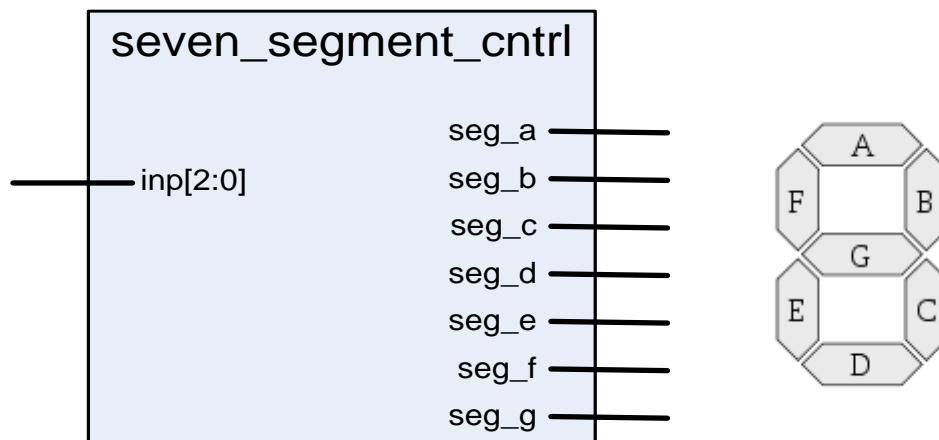 seven_segment_cntrl
seg_a
inp[2:0]
seg_b
seg_c
seg_d
seg_e
seg_f
seg_g
A
F
B
G
E
C
D